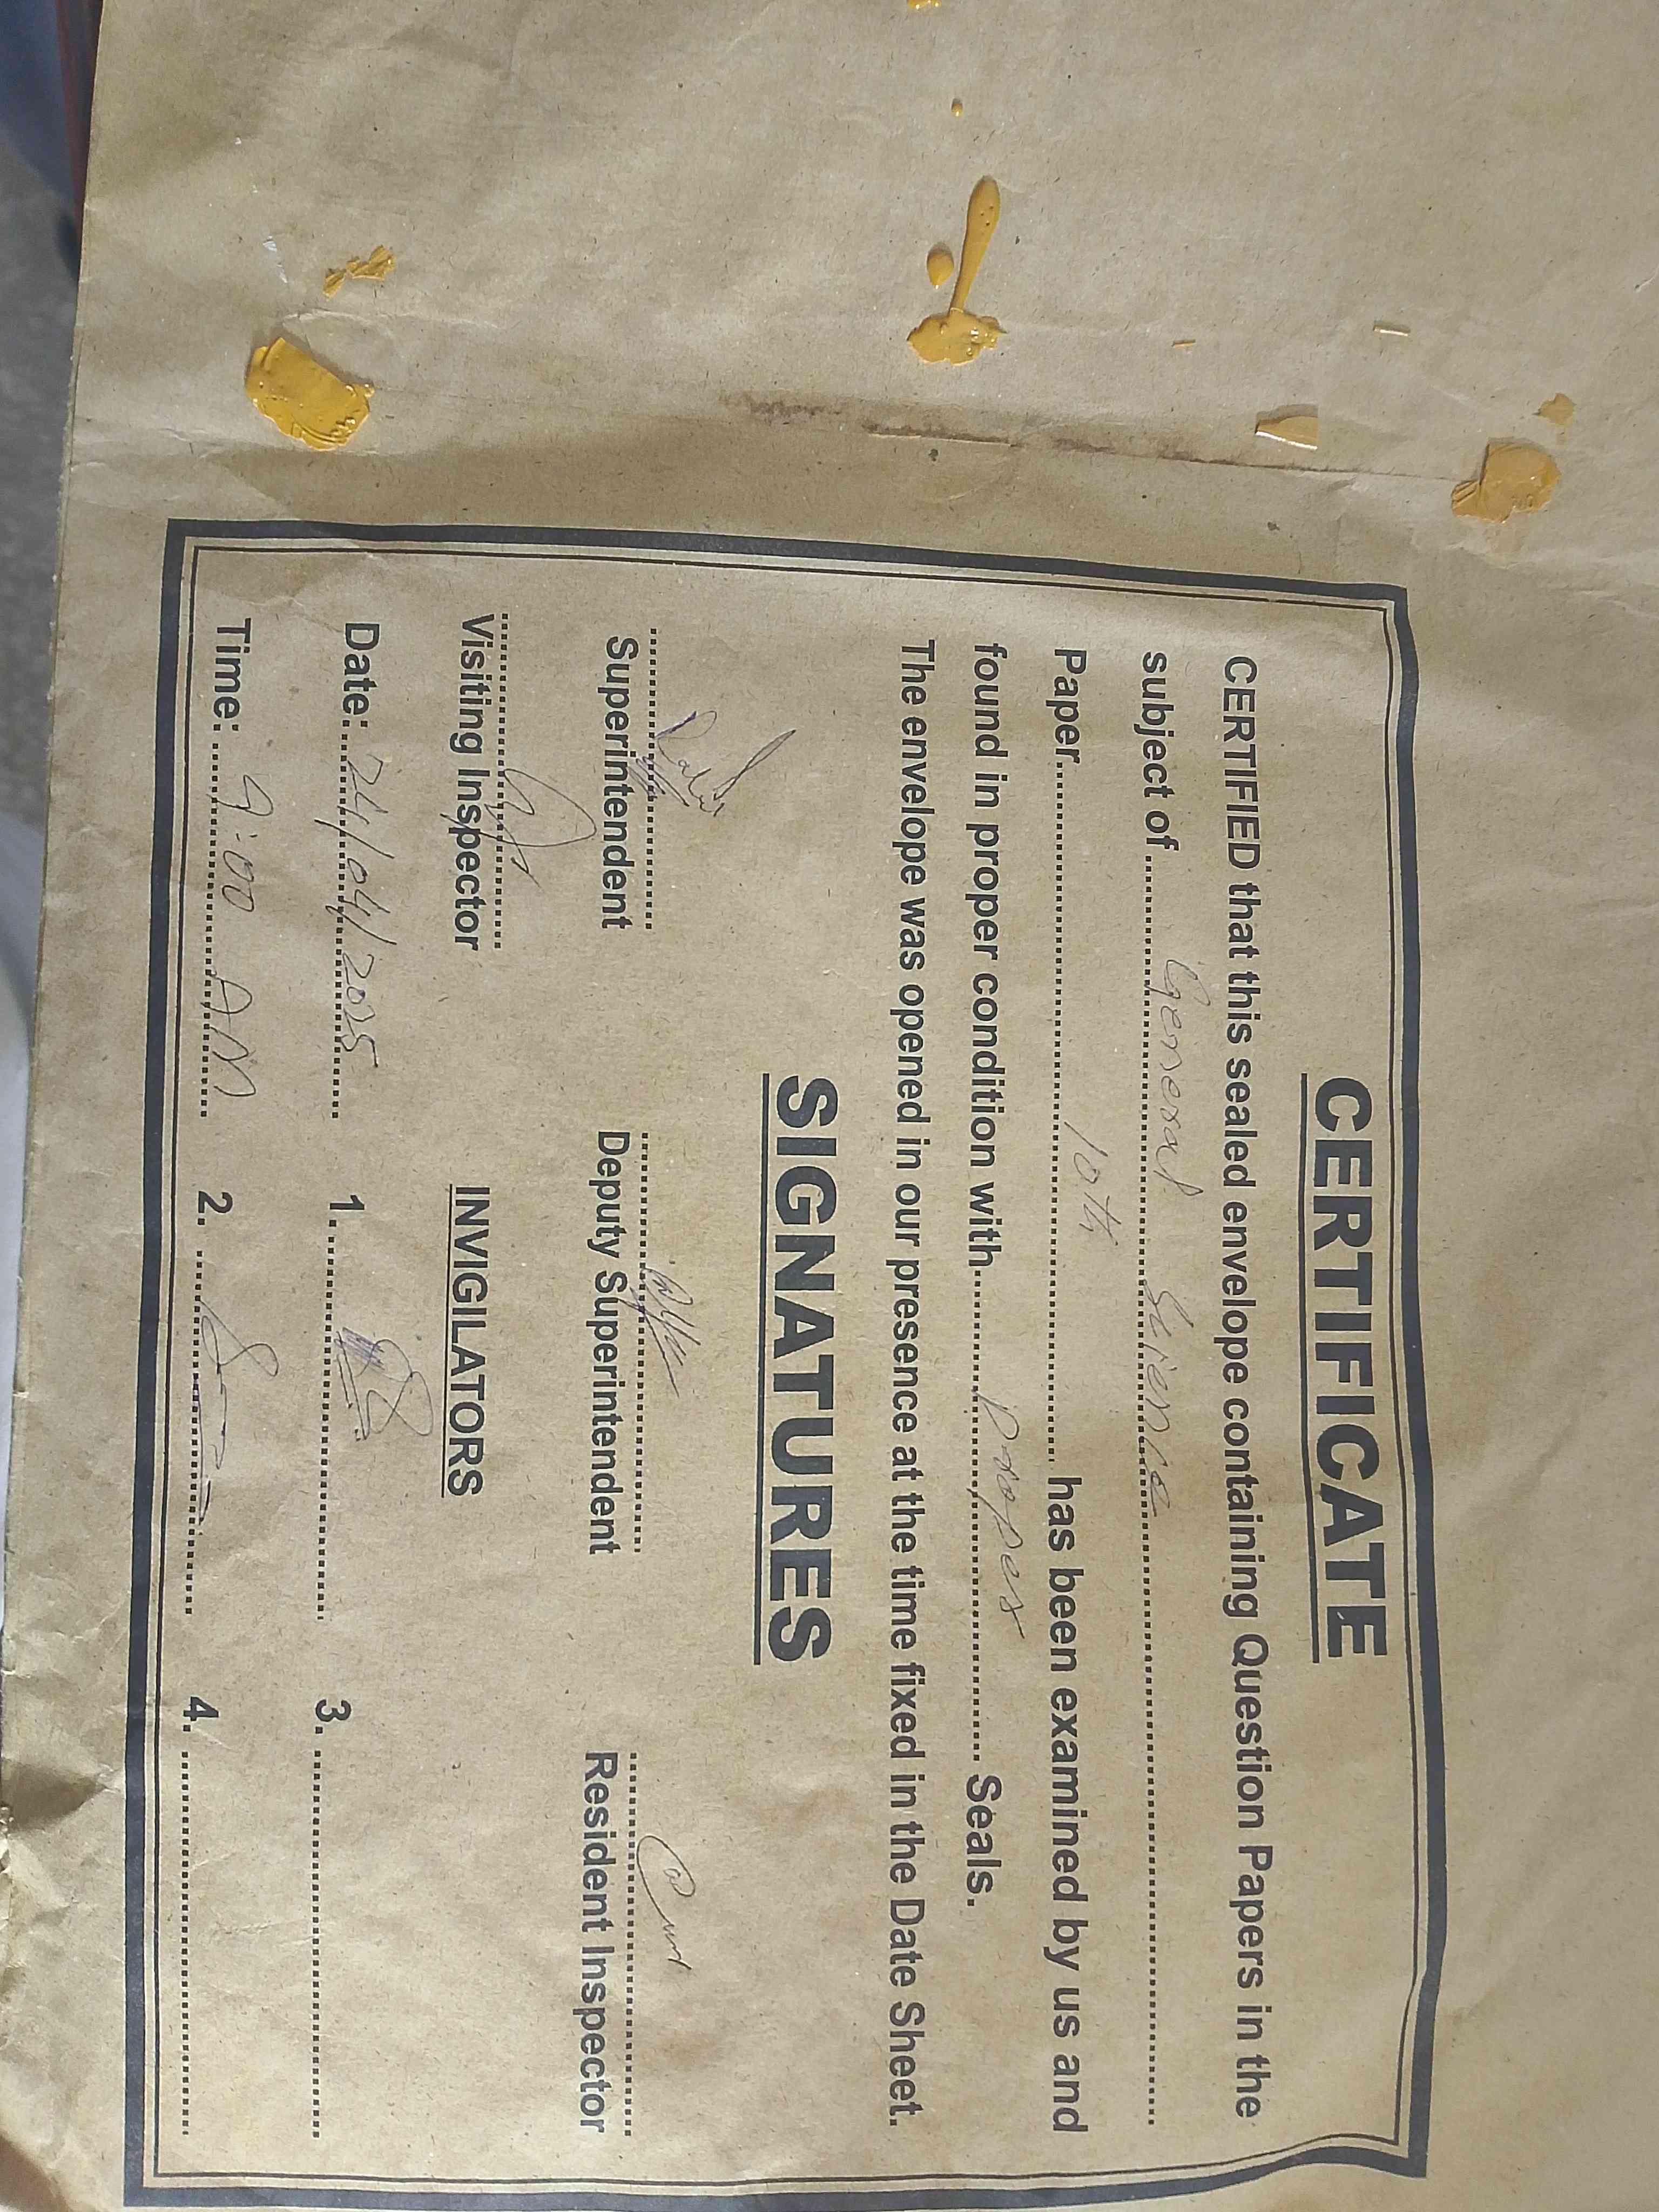 CERTIFICATE
CERTIFIED that this sealed envelope containing Question Papers in the
subject of General Science
Paper 10th has been examined by us and
found in proper condition with proper Seals.
The envelope was opened in our presence at the time fixed in the Date Sheet.
SIGNATURES
Superintendent Deputy Superintendent Resident Inspector
Visiting Inspector INVIGILATORS
Date: 24/04/2025 1. 3.
Time: 9:00 AM 2. 4.